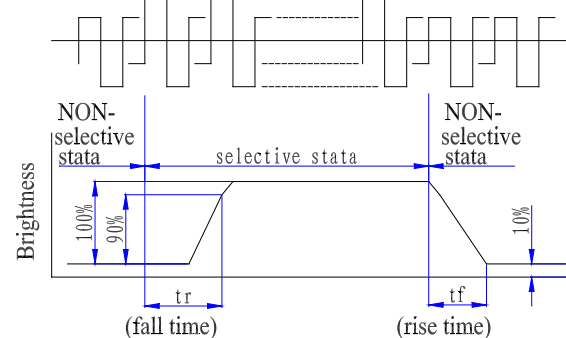 NON-
selective
stata
selective stata
NON-
selective
stata
Brightness
100%
90%
10%
tr
tf
(fall time)
(rise time)